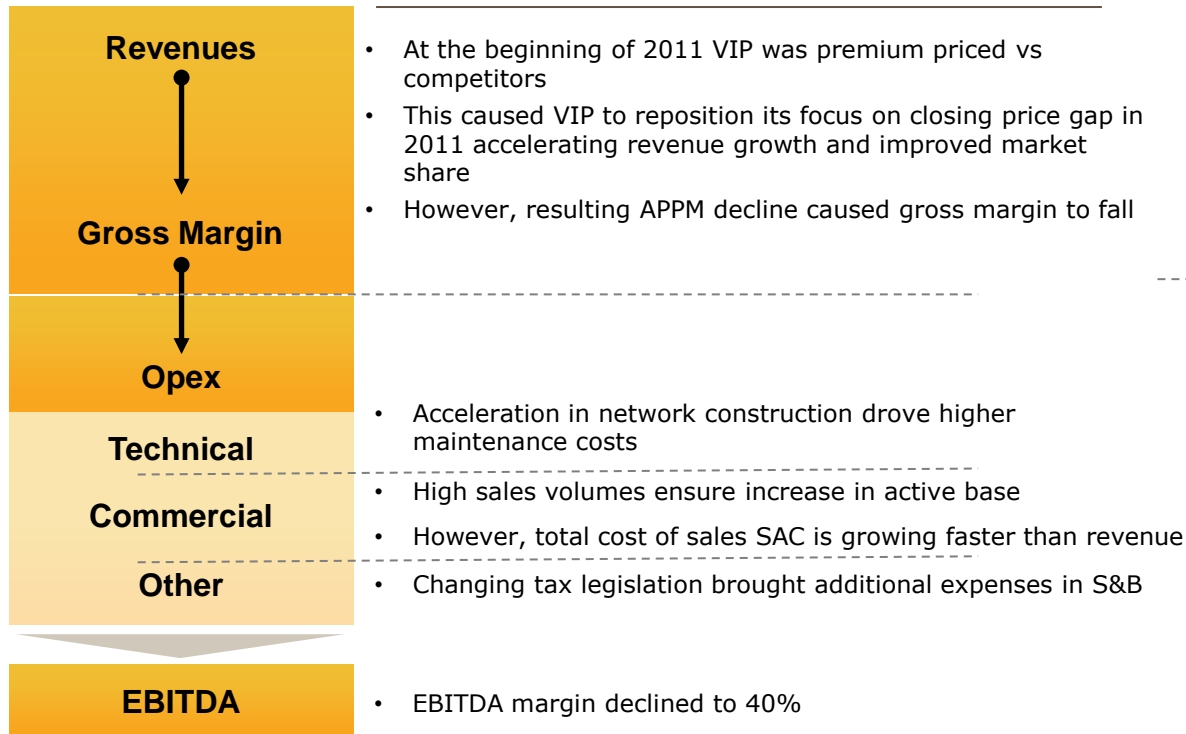 Revenues
• At the beginning of 2011 VIP was premium priced vs
competitors
• This caused VIP to reposition its focus on closing price gap in
2011 accelerating revenue growth and improved market
share
• However, resulting APPM decline caused gross margin to fall
Gross Margin
Opex
• Acceleration in network construction drove higher
maintenance costs
Technical
• High sales volumes ensure increase in active base
Commercial
• However, total cost of sales SAC is growing faster than revenue
Other
• Changing tax legislation brought additional expenses in S&B
EBITDA
• EBITDA margin declined to 40%